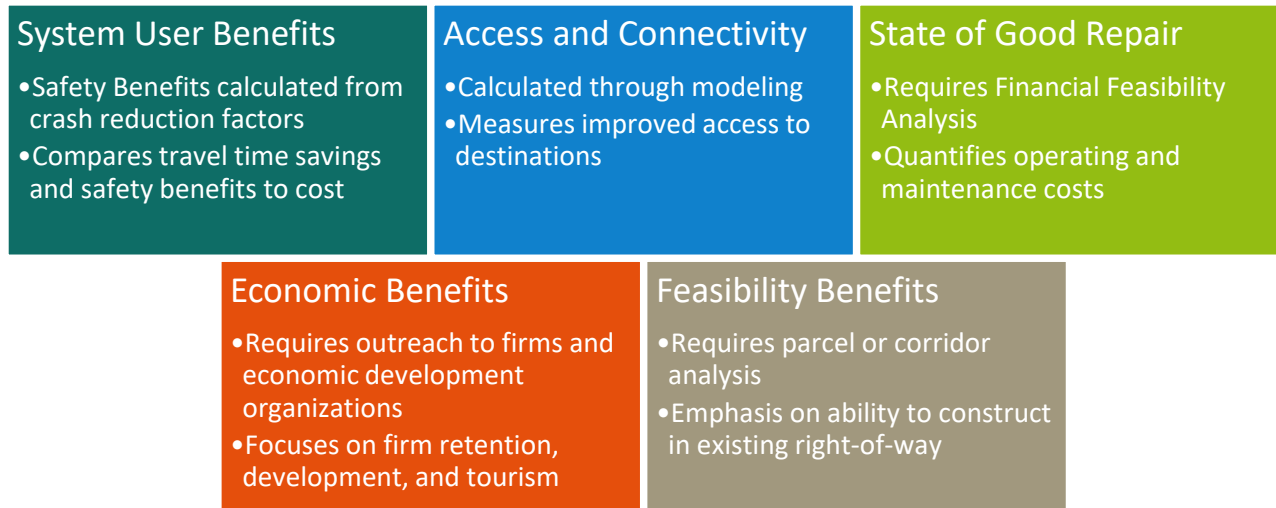 System User Benefits
•Safety Benefits calculated from
crash reduction factors
•Compares travel time savings
and safety benefits to cost
Access and Connectivity
•Calculated through modeling
•Measures improved access to
destinations
State of Good Repair
•Requires Financial Feasibility
Analysis
•Quantifies operating and
maintenance costs
Economic Benefits
•Requires outreach to firms and
economic development
organizations
•Focuses on firm retention,
development, and tourism
Feasibility Benefits
•Requires parcel or corridor
analysis
•Emphasis on ability to construct
in existing right-of-way